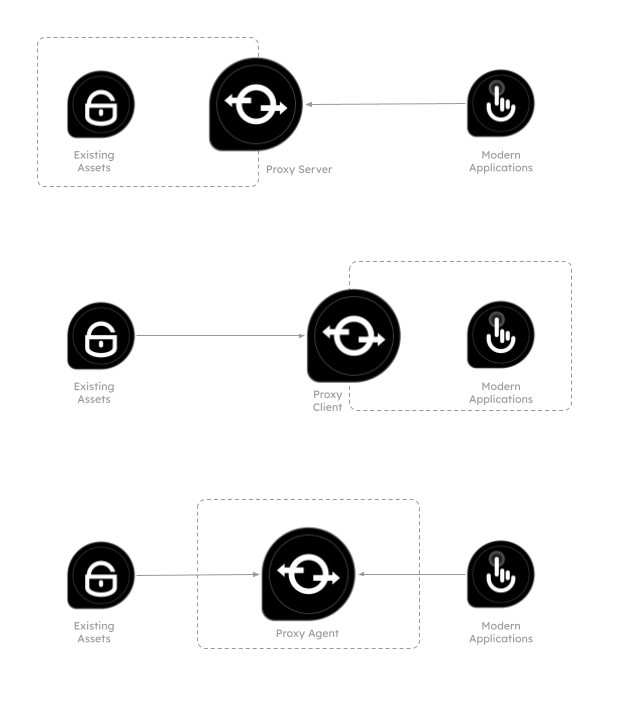 Existing
Assets
Proxy Server
Modern
Applications
Existing
Assets
Proxy
Client
Modern
Applications
Existing
Assets
Proxy Agent
Modern
Applications